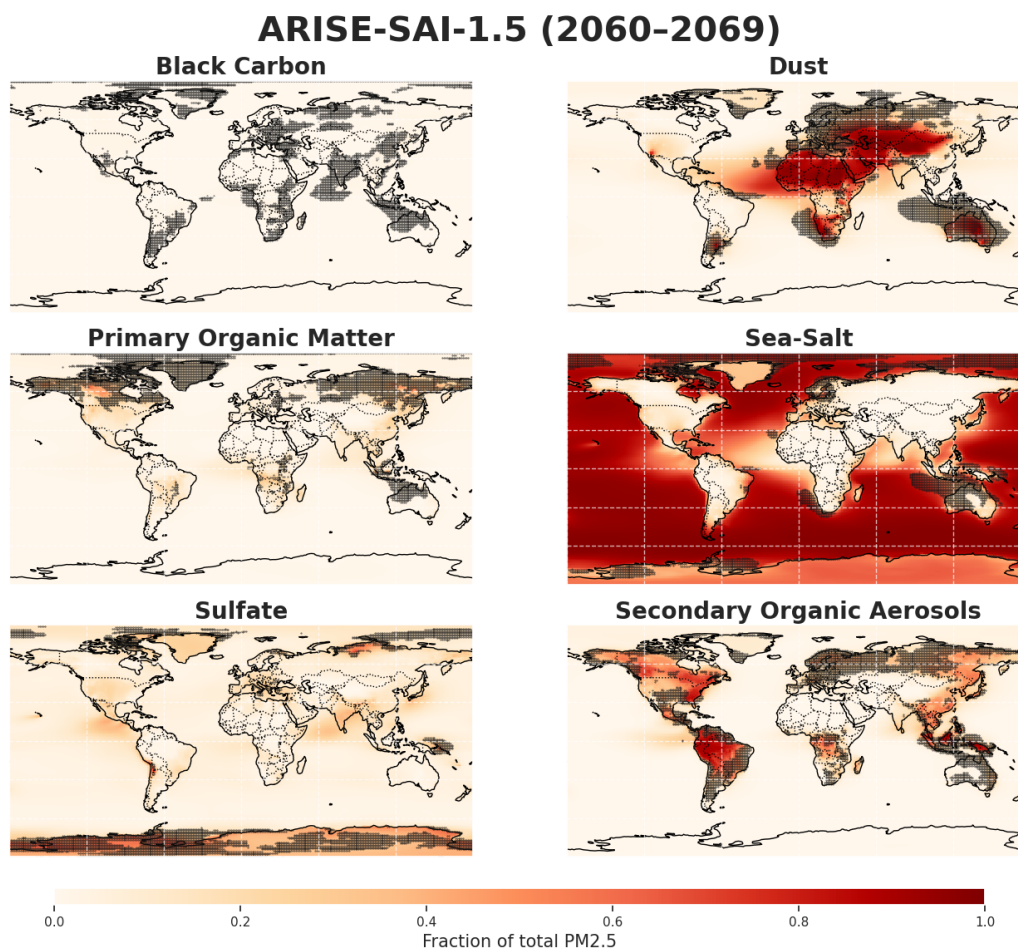 ARISE-SAI-1.5 (2060–2069)
Black Carbon
Dust
Primary Organic Matter
Sea-Salt
Sulfate
Secondary Organic Aerosols
0.0 0.2 0.4 0.6 0.8 1.0
Fraction of total PM2.5